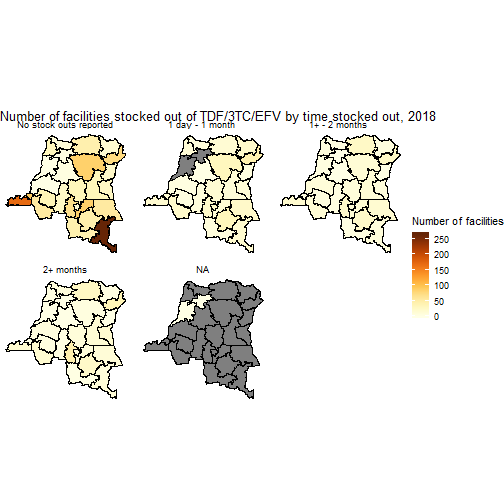 Number of facilities stocked out of TDF/3TC/EFV by time stocked out, 2018
No stock outs reported
1 day - 1 month
1+ - 2 months
Number of facilities
250
200
150
100
50
0
2+ months
NA